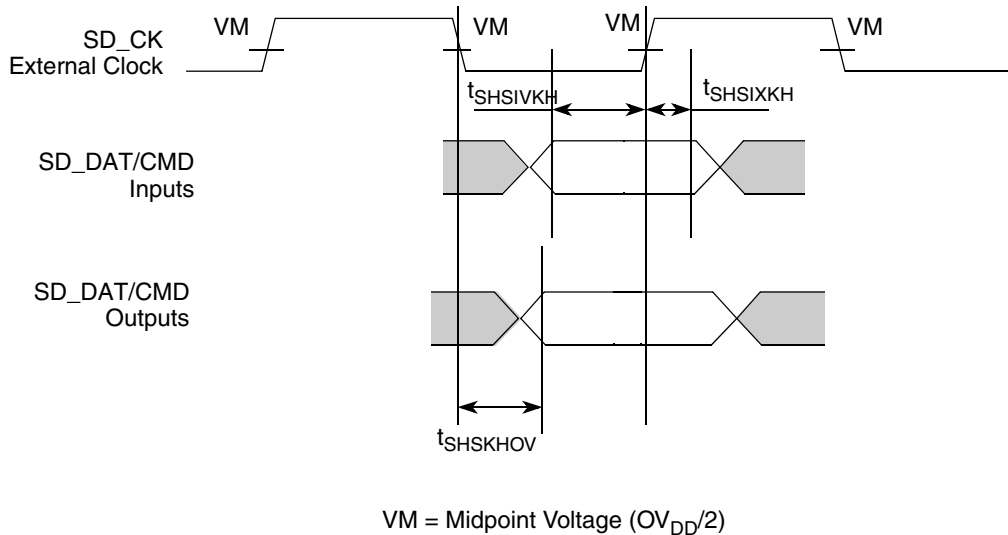 VM
VM
VM
VM
SD_CK
External Clock
tSHSIVKH
tSHSIXKH
SD_DAT/CMD
Inputs
SD_DAT/CMD
Outputs
tSHSKHOV
VM = Midpoint Voltage (OVDD/2)